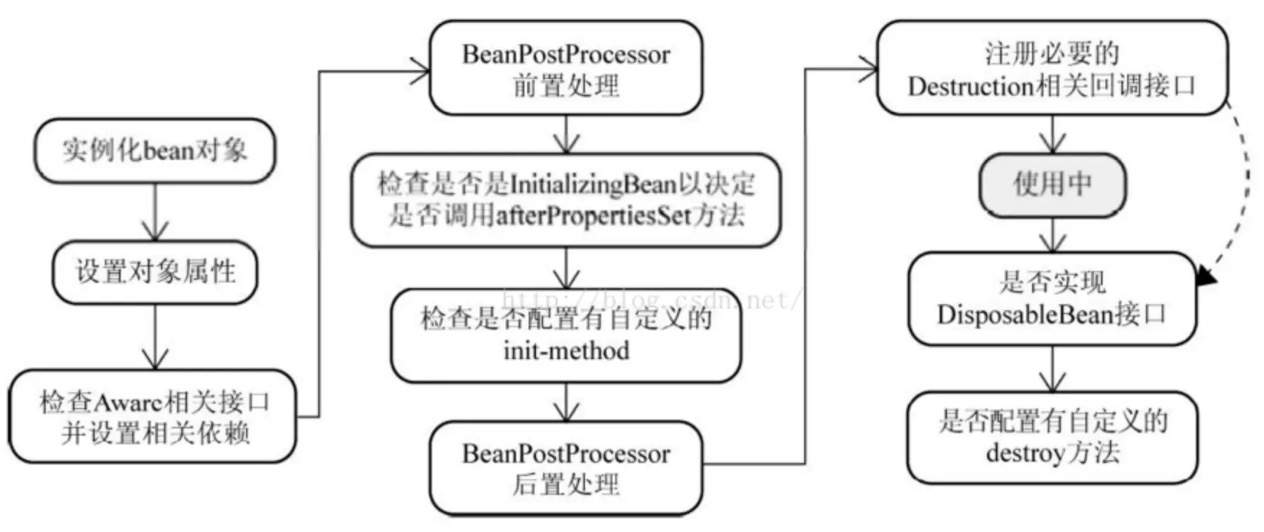 实例化bean对象
设置对象属性
检查Aware相关接口
并设置相关依赖
BeanPostProcessor
前置处理
检查是否是InitializingBean以决定
是否调用afterPropertiesSet方法
检查是否配置有自定义的
init-method
BeanPostProcessor
后置处理
注册必要的
Destruction相关回调接口
使用中
是否实现
DisposableBean接口
是否配置有自定义的
destroy方法
http://blog.csdn.net/